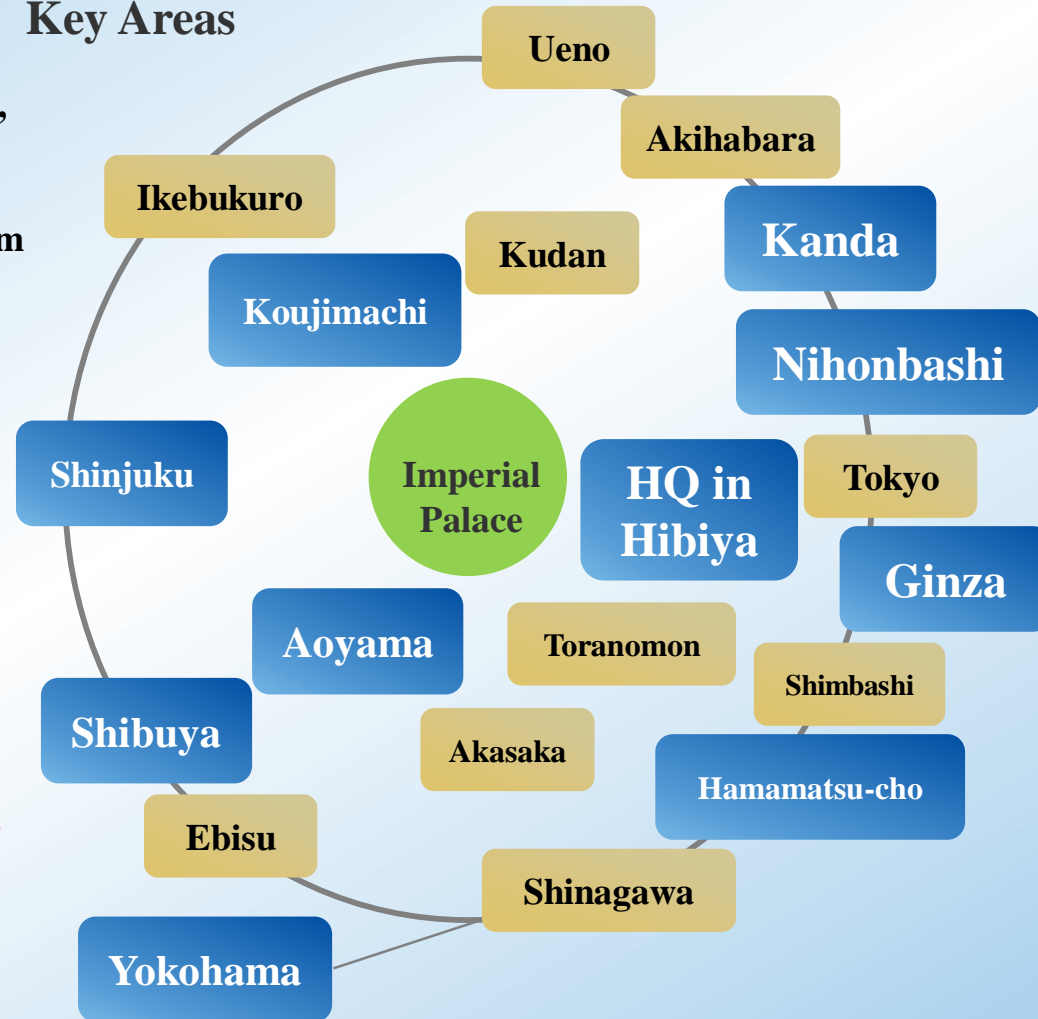 Key Areas
Ueno
,
Akihabara
Ikebukuro
m
Kudan
Kanda
Koujimachi
Nihonbashi
Shinjuku
Imperial
Palace
HQ in
Hibiya
Tokyo
Ginza
Aoyama
Toranomon
Shimbashi
Shibuya
Akasaka
Hamamatsu-cho
Ebisu
Shinagawa
Yokohama